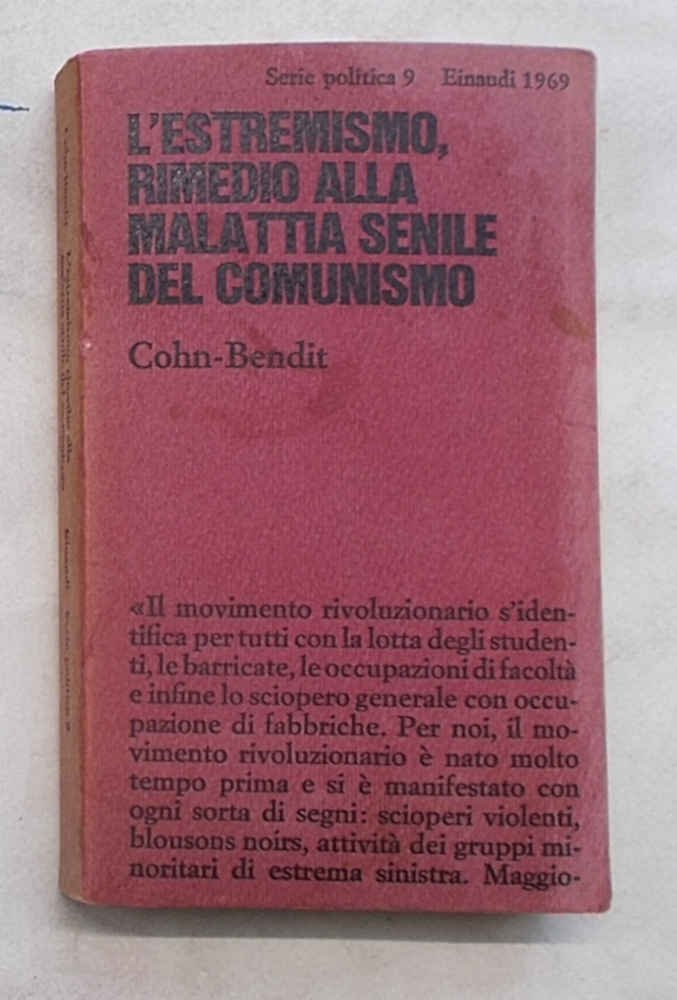 Serie politica 9 Einaudi 1969
L'ESTREMISMO,
RIMEDIO ALLA
MALATTIA SENILE
DEL COMUNISMO
Cohn-Bendit
«Il movimento rivoluzionario s'iden-
tifica per tutti con la lotta degli studen-
ti, le barricate, le occupazioni di facoltà
e infine lo sciopero generale con occu-
pazione di fabbriche. Per noi, il mo-
vimento rivoluzionario è nato molto
tempo prima e si è manifestato con
ogni sorta di segni: scioperi violenti,
blousons noirs, attività dei gruppi mi-
noritari di estrema sinistra. Maggio-